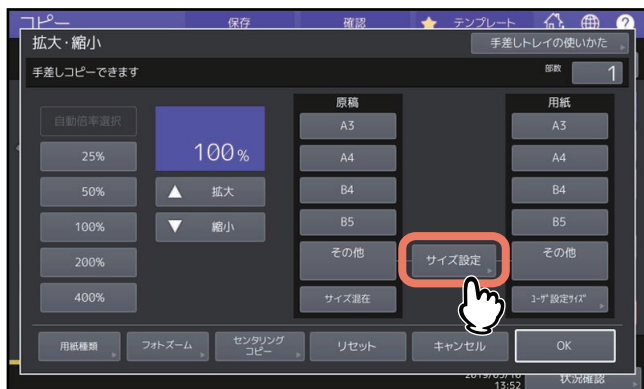 コピー 保存 確認 テンプレート ?
拡大・縮小 手差しトレイの使いかた
手差しコピーできます 部数 1
原稿 用紙
自動倍率選択 100% A3 A3
25% A4 A4
50% 拡大 B4 B4
100% 縮小 B5 B5
200% その他 サイズ設定 その他
400% サイズ混在 ユーザ設定サイズ
用紙種類 フォトズーム センタリング リセット キャンセル OK
コピー
13:52 状況確認